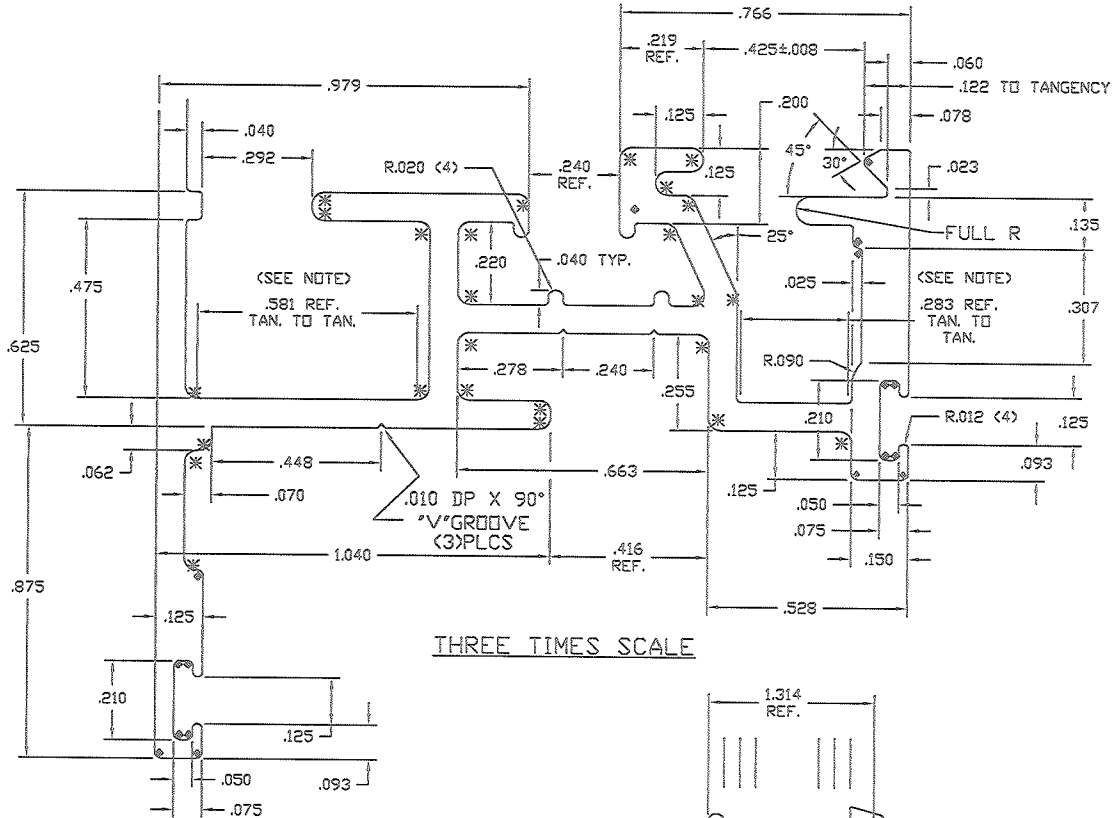 .766
.219
REF.
.425±.008
.060
.979
.122 TO TANGENCY
.125
.200
.078
.040
.292
R.020 (4)
.240
REF.
.125
45°
30°
.023
.135
FULL R
25°
.220
.040 TYP.
.475
(SEE NOTE)
.581 REF.
TAN. TO TAN.
.025
(SEE NOTE)
.283 REF.
TAN. TO
TAN.
.307
.625
R.090
.278
.240
.255
.210
R.012 (4)
.125
.062
.448
.663
.125
.093
.070
.010 DP X 90°
"V"GROOVE
(3)PLCS
.050
.075
1.040
.416
REF.
.150
.875
.125
.528
THREE TIMES SCALE
.210
.125
1.314
REF.
.050
.093
.075